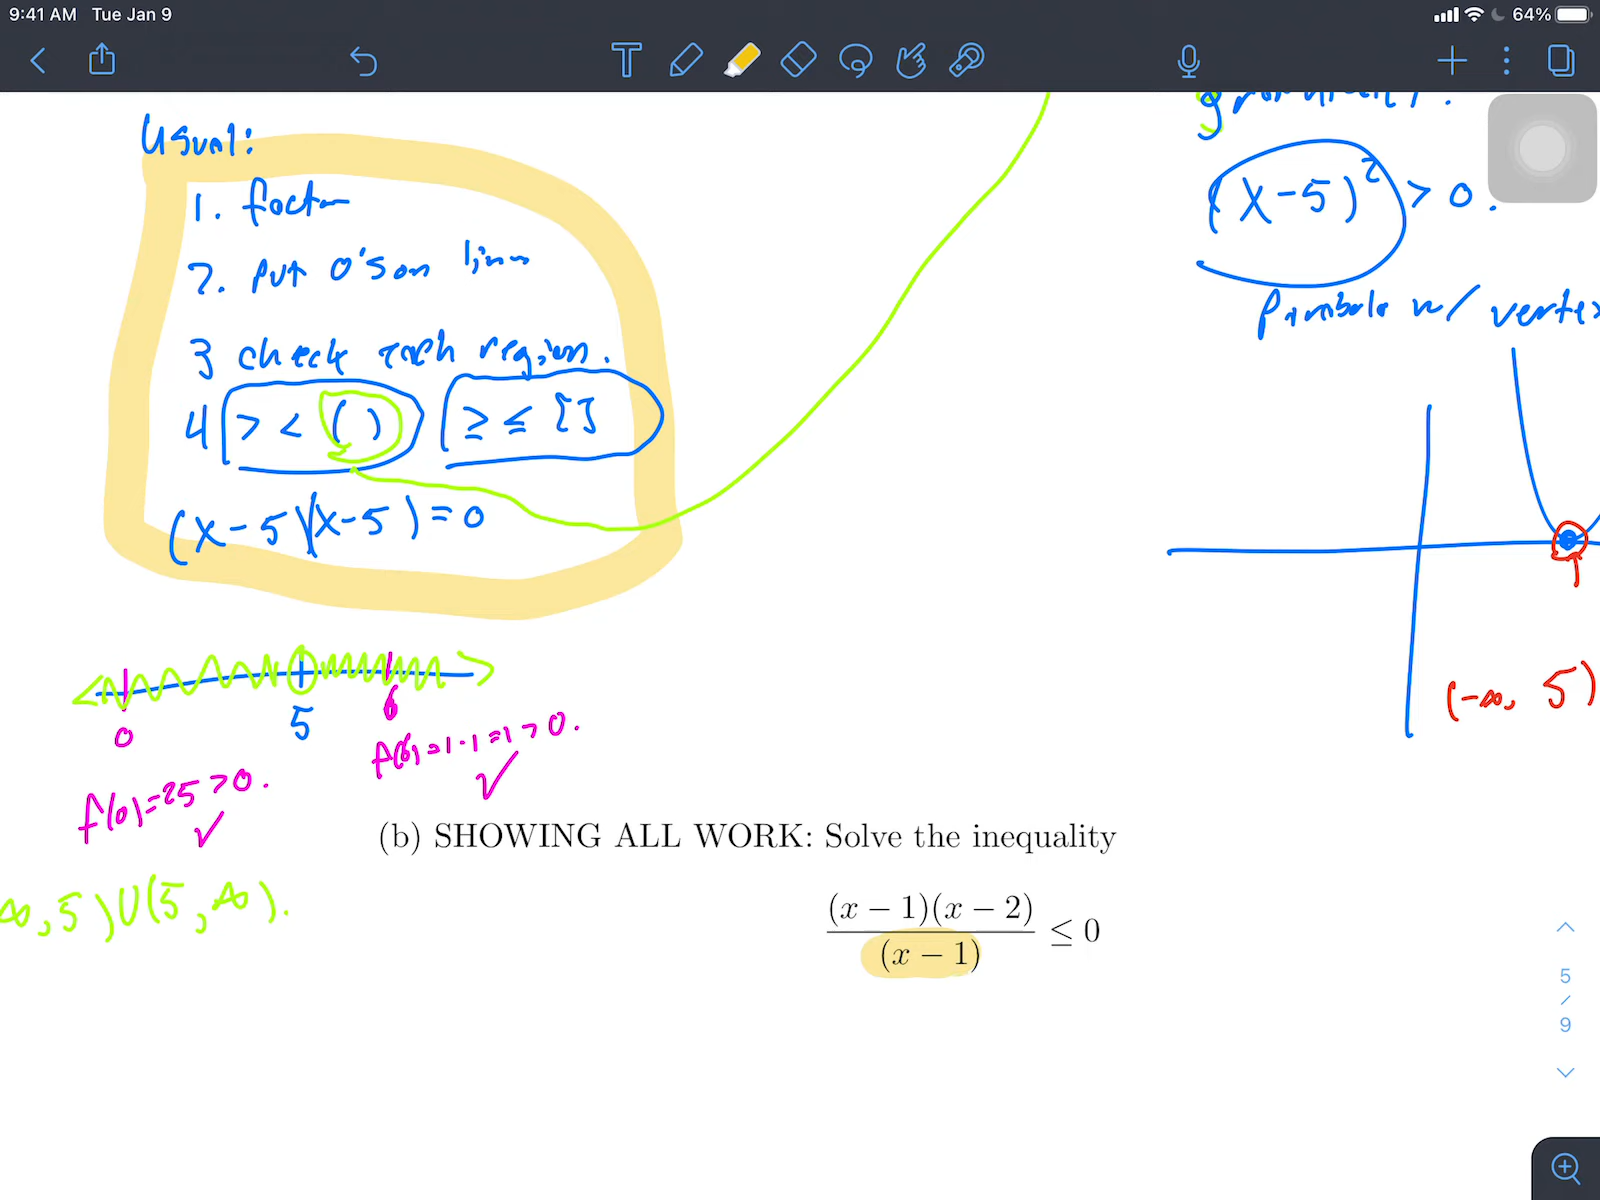 9:41 AM Tue Jan 9
64%
Usual:
1. factor
2. put 0's on line
3 check each region.
4 > < ( ) ≥ ≤ [ ]
(x-5)(x-5)=0
(x-5)² > 0.
Parabola w/ vertex
(-∞, 5)
0 5 6
f(0)=25 >0. ✓
f(6)=1·1=1>0. ✓
∞,5)U(5,∞).
(b) SHOWING ALL WORK: Solve the inequality
(x − 1)(x − 2)
(x − 1)
≤ 0
5
/
9